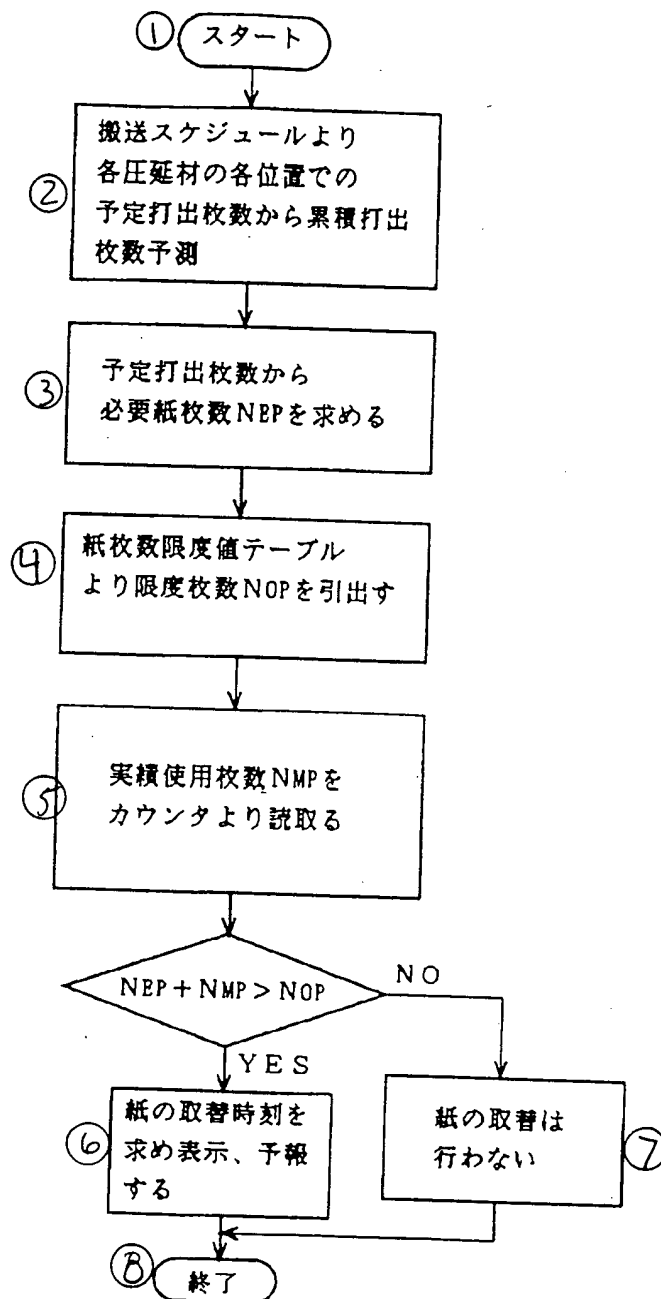 ① スタート
②
搬送スケジュールより
各圧延材の各位置での
予定打出枚数から累積打出
枚数予測
③
予定打出枚数から
必要紙枚数NEPを求める
④
紙枚数限度値テーブル
より限度枚数NOPを引出す
⑤
実績使用枚数NMPを
カウンタより読取る
NEP+NMP>NOP
NO
YES
⑥
紙の取替時刻を
求め表示、予報
する
紙の取替は
行わない
⑦
⑧ 終了